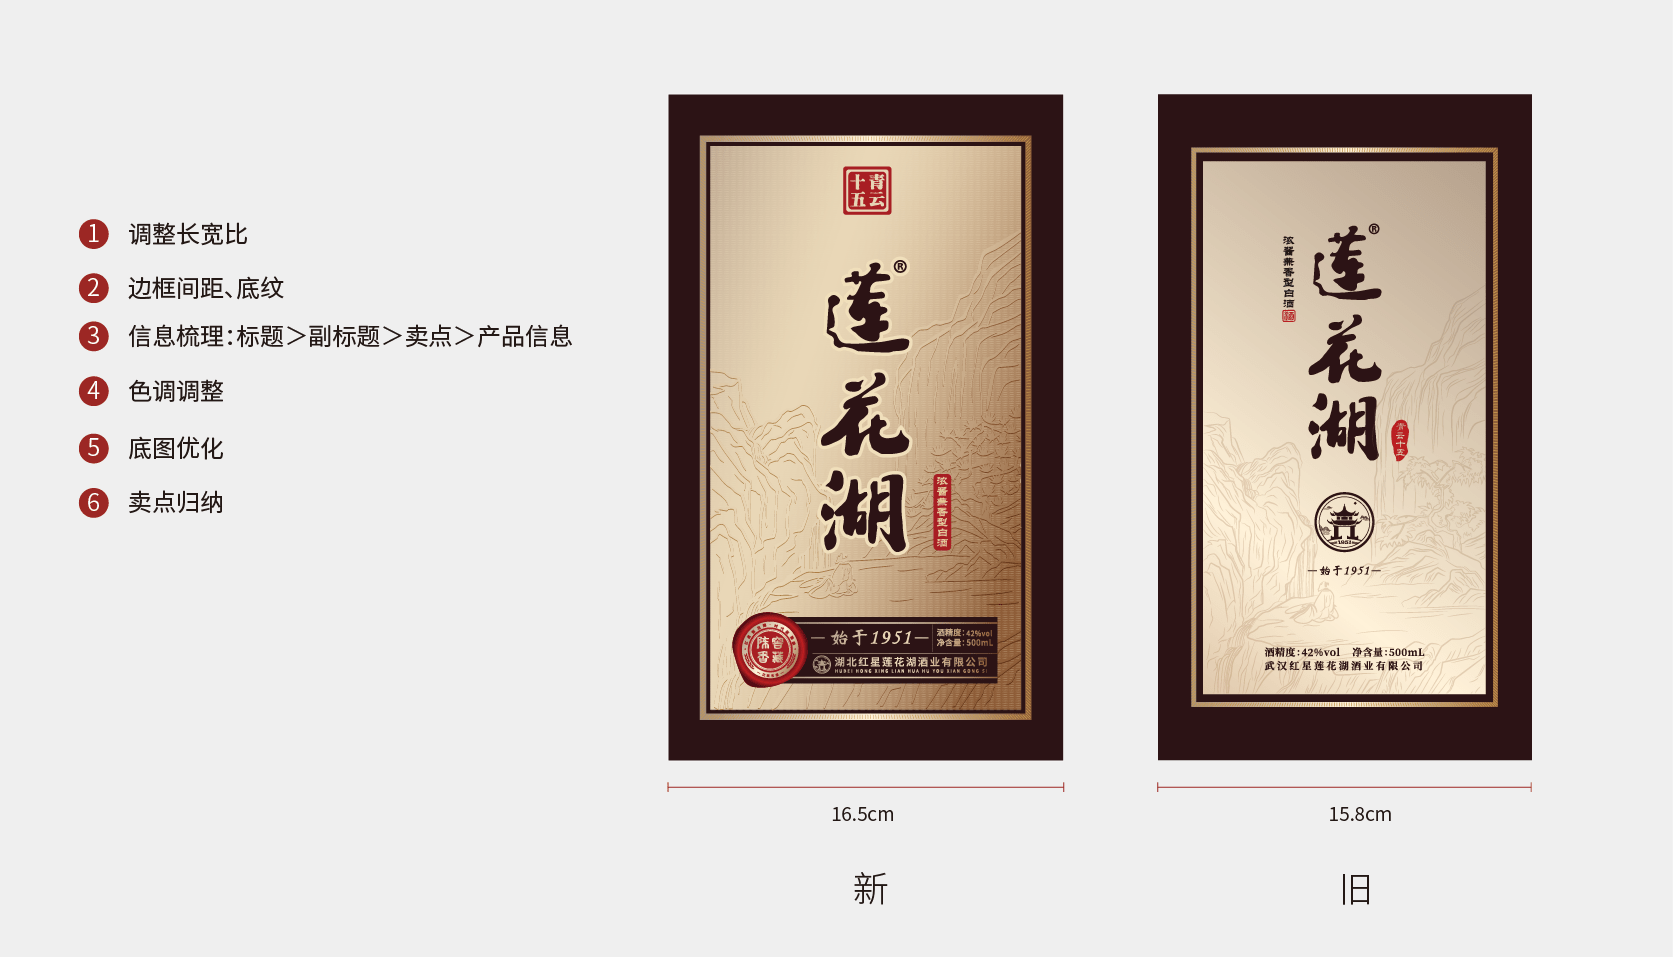 1 调整长宽比
2 边框间距、底纹
3 信息梳理：标题＞副标题＞卖点＞产品信息
4 色调调整
5 底图优化
6 卖点归纳
青云十五
莲花湖®
浓酱兼香型白酒
窖藏陈香
始于1951
酒精度：42%vol
净含量：500mL
湖北红星莲花湖酒业有限公司
HUBEI HONG XING LIAN HUA HU YOU XIAN GONG SI
16.5cm
新
浓酱兼香型白酒
莲花湖®
青云十五
1951
始于1951
酒精度：42%vol 净含量：500mL
武汉红星莲花湖酒业有限公司
15.8cm
旧